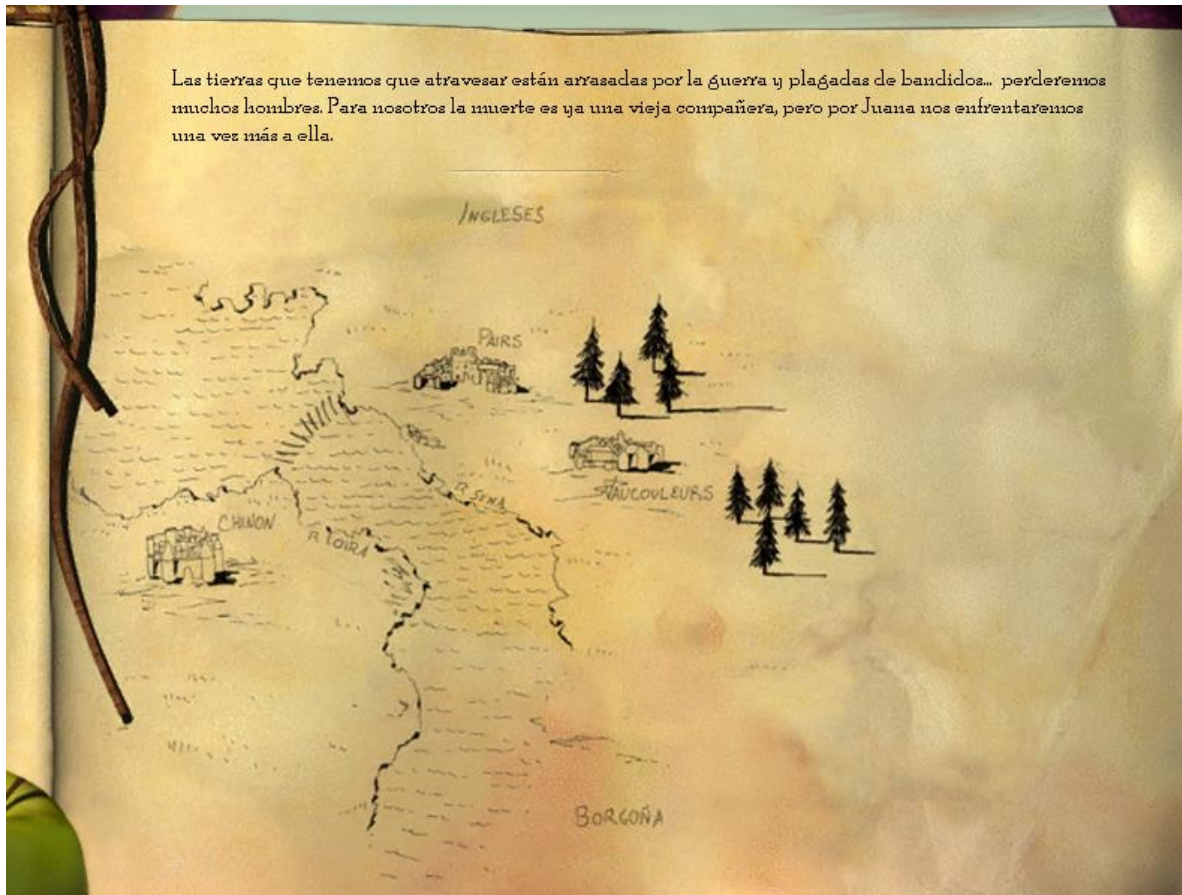 Las tierras que tenemos que atravesar están arrasadas por la guerra y plagadas de bandidos... perderemos
muchos hombres. Para nosotros la muerte es ya una vieja compañera, pero por Juana nos enfrentaremos
una vez más a ella.
INGLESES
PAIRS
VAUCOULEURS
R SENA
CHINON
R LOIRA
BORGOÑA